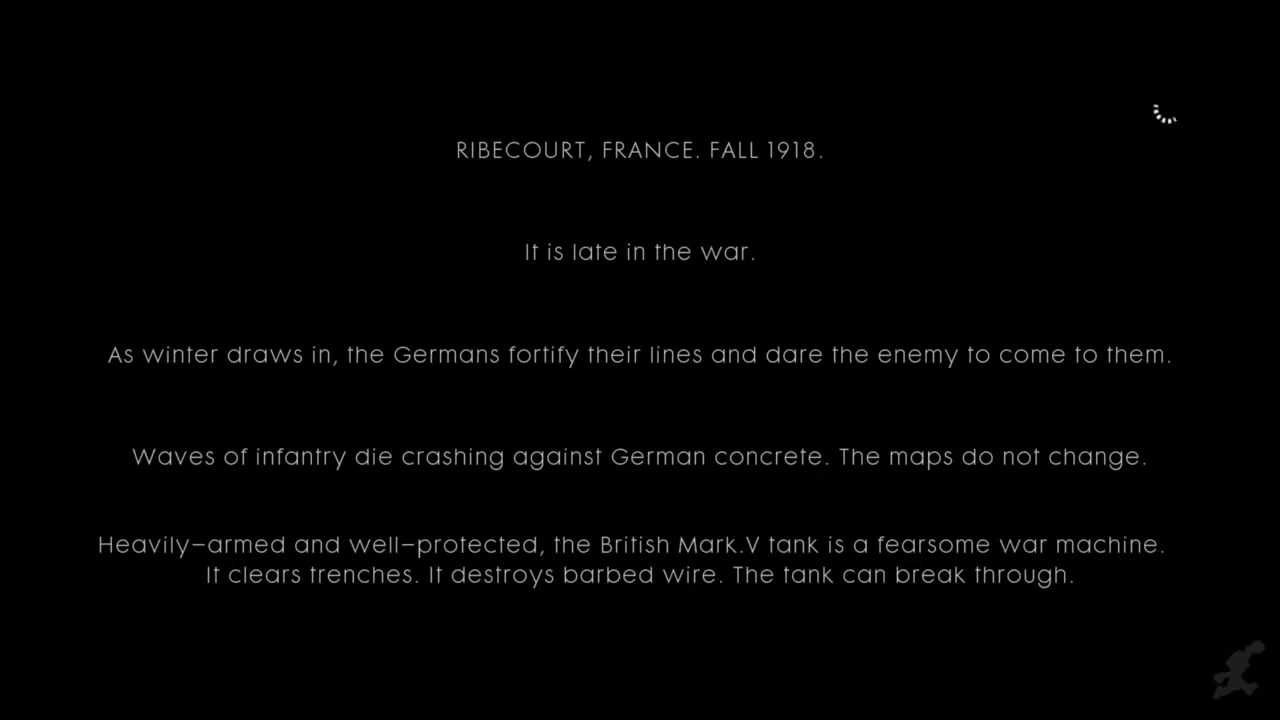 RIBECOURT, FRANCE. FALL 1918.
It is late in the war.
As winter draws in, the Germans fortify their lines and dare the enemy to come to them.
Waves of infantry die crashing against German concrete. The maps do not change.
Heavily-armed and well-protected, the British Mark.V tank is a fearsome war machine.
It clears trenches. It destroys barbed wire. The tank can break through.